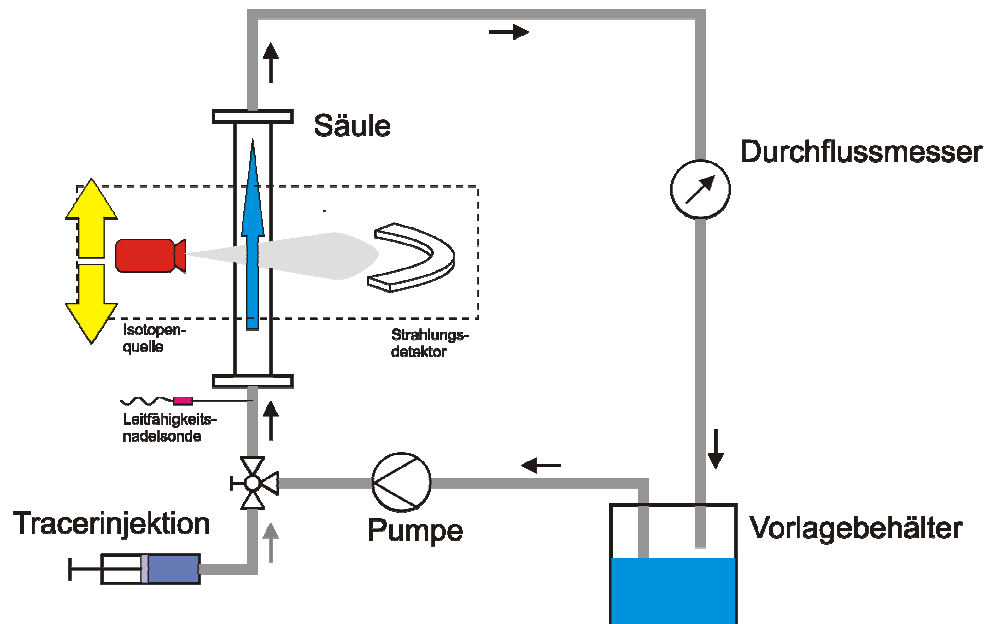 Säule
Durchflussmesser
Isotopen-
quelle
Strahlungs-
detektor
Leitfähigkeits-
nadelsonde
Tracerinjektion
Pumpe
Vorlagebehälter